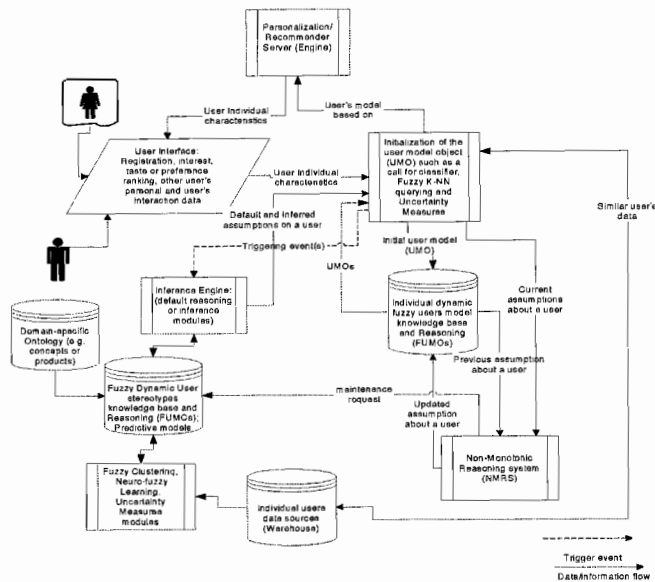 Personalization/
Recommender
Server (Engine)
User Individual
characteristics
User's model
based on
User Interface:
Registration, interest,
taste or preference
ranking, other user's
personal and user's
interaction data
User Individual
characteristics
Initialization of the
user model object
(UMO) such as a
call for classifier,
Fuzzy K-NN
querying and
Uncertainty
Measures
Similar user's
data
Default and inferred
assumptions on a user
Triggering event(s)
UMOs
Initial user model
(UMO)
Current
assumptions
about a user
Inference Engine:
(default reasoning
or inference
modules)
Individual dynamic
fuzzy users model
knowledge base
and Reasoning
(FUMOs)
Domain-specific
Ontology (e.g.
concepts or
products)
Previous assumption
about a user
Fuzzy Dynamic User
stereotypes
knowledge base and
Reasoning (FUMCs);
Predictive models
maintenance
request
Updated
assumption
about a user
Non-Monotonic
Reasoning system
(NMRS)
Fuzzy Clustering,
Neuro-fuzzy
Learning,
Uncertainty
Measures
modules
Individual users
data sources
(Warehouse)
Trigger event
Data/information flow